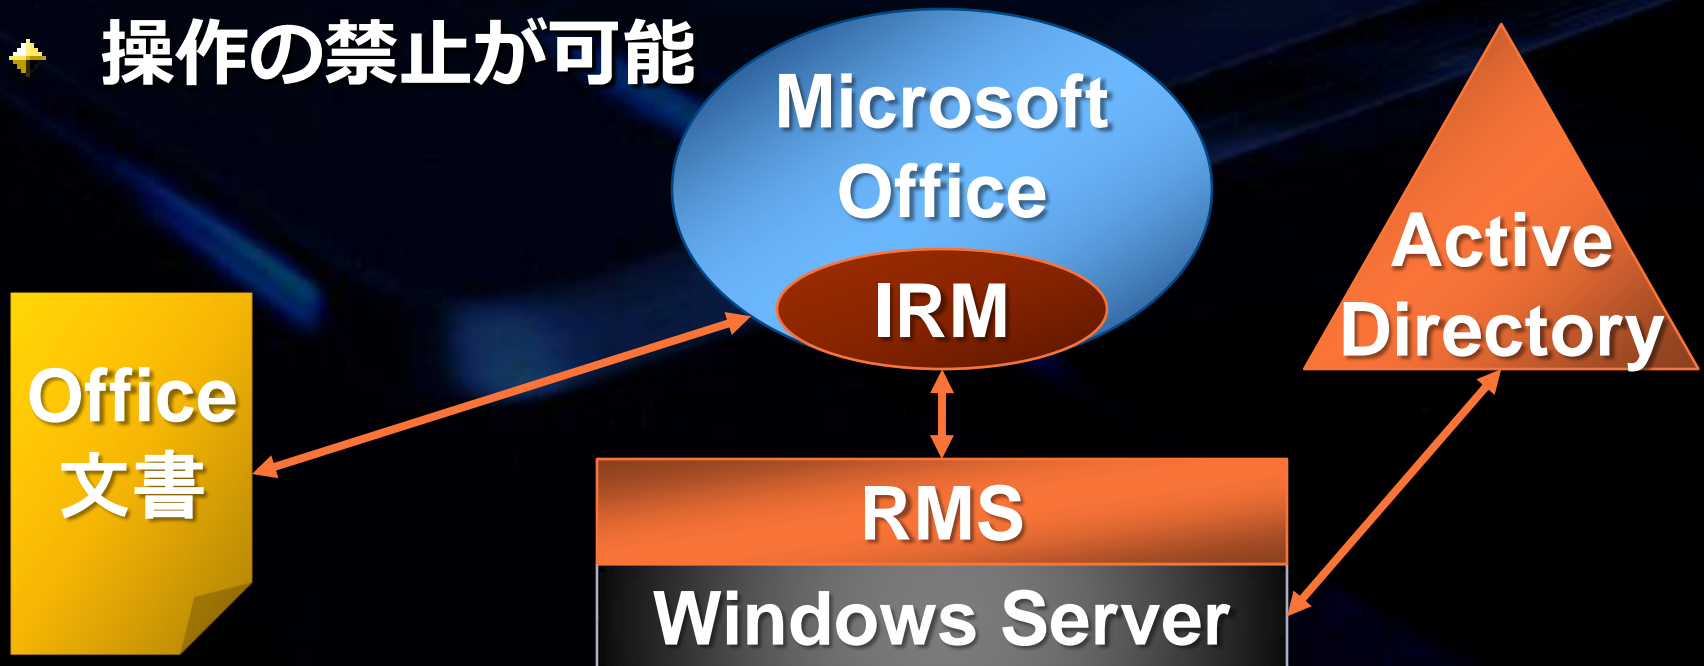 操作の禁止が可能
Microsoft
Office
IRM
Active
Directory
Office
文書
RMS
Windows Server